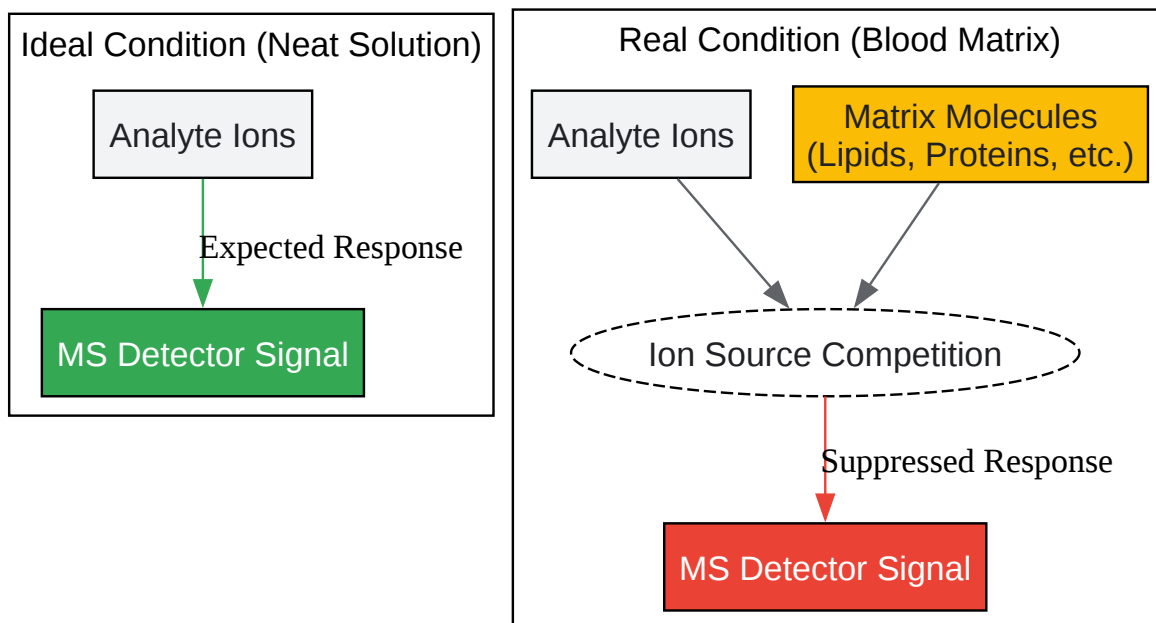 Ideal Condition (Neat Solution)
Analyte Ions
Expected Response
MS Detector Signal
Real Condition (Blood Matrix)
Analyte Ions
Matrix Molecules
(Lipids, Proteins, etc.)
Ion Source Competition
Suppressed Response
MS Detector Signal